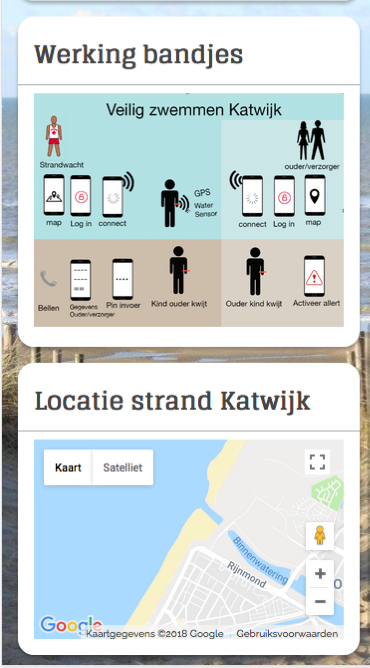 Werking bandjes
Veilig zwemmen Katwijk
Strandwacht
ouder/verzorger
GPS
Water
Sensor
map Log in connect
connect Log in map
Bellen
Gegevens
Ouder/verzorger
Pin invoer
Kind ouder kwijt
Ouder kind kwijt
Activeer allert
Locatie strand Katwijk
Kaart Satelliet
Binnenwatering
Rijnmond
Google
Kaartgegevens ©2018 Google
Gebruiksvoorwaarden